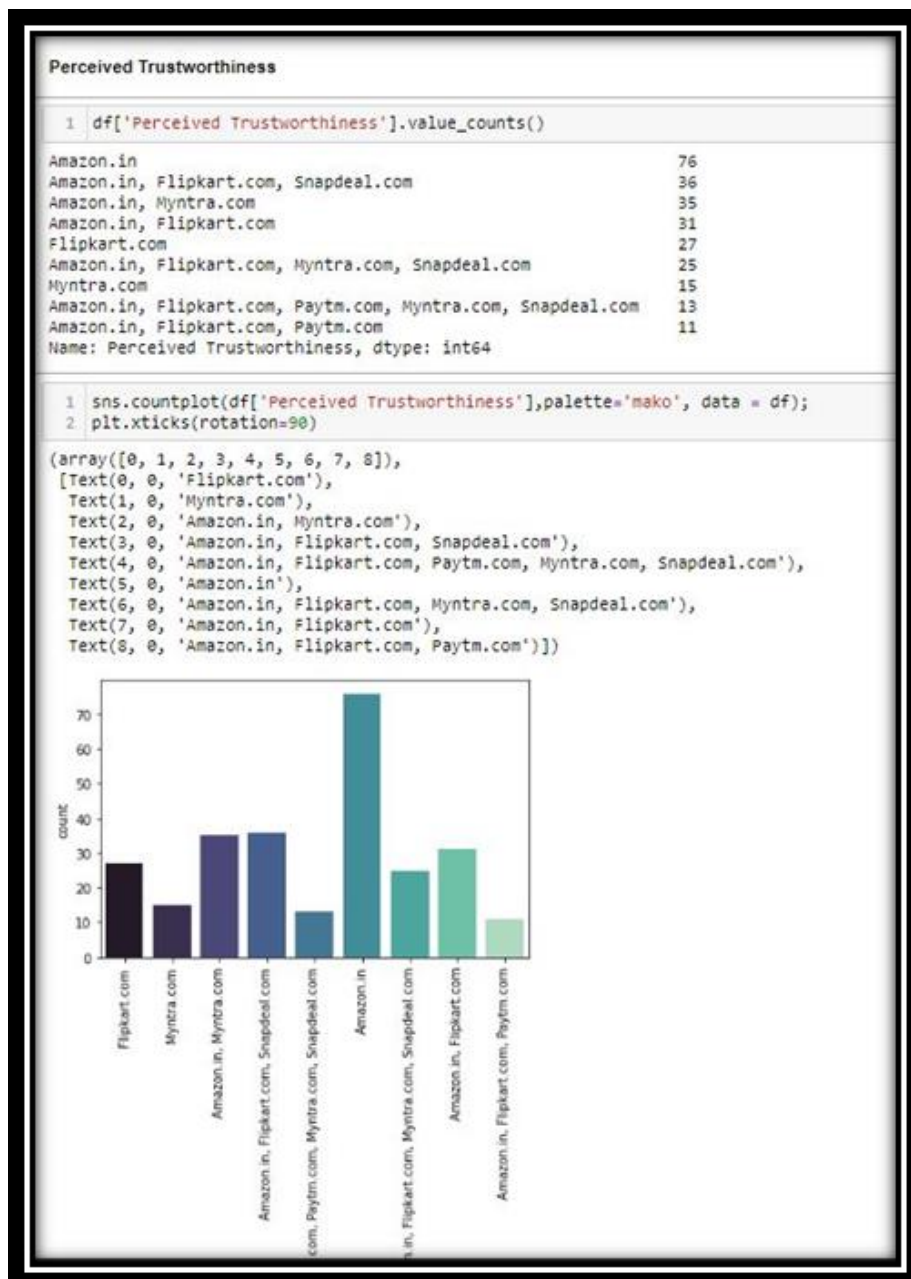 Perceived Trustworthiness
1 df['Perceived Trustworthiness'].value_counts()
Amazon.in 76
Amazon.in, Flipkart.com, Snapdeal.com 36
Amazon.in, Myntra.com 35
Amazon.in, Flipkart.com 31
Flipkart.com 27
Amazon.in, Flipkart.com, Myntra.com, Snapdeal.com 25
Myntra.com 15
Amazon.in, Flipkart.com, Paytm.com, Myntra.com, Snapdeal.com 13
Amazon.in, Flipkart.com, Paytm.com 11
Name: Perceived Trustworthiness, dtype: int64
1 sns.countplot(df['Perceived Trustworthiness'],palette='mako', data = df);
2 plt.xticks(rotation=90)
(array([0, 1, 2, 3, 4, 5, 6, 7, 8]),
[Text(0, 0, 'Flipkart.com'),
Text(1, 0, 'Myntra.com'),
Text(2, 0, 'Amazon.in, Myntra.com'),
Text(3, 0, 'Amazon.in, Flipkart.com, Snapdeal.com'),
Text(4, 0, 'Amazon.in, Flipkart.com, Paytm.com, Myntra.com, Snapdeal.com'),
Text(5, 0, 'Amazon.in'),
Text(6, 0, 'Amazon.in, Flipkart.com, Myntra.com, Snapdeal.com'),
Text(7, 0, 'Amazon.in, Flipkart.com'),
Text(8, 0, 'Amazon.in, Flipkart.com, Paytm.com')])
70
60
50
40
30
20
10
0
count
Flipkart.com
Myntra.com
Amazon.in, Myntra.com
Amazon.in, Flipkart.com, Snapdeal.com
com, Paytm.com, Myntra.com, Snapdeal.com
Amazon.in
n.in, Flipkart.com, Myntra.com, Snapdeal.com
Amazon.in, Flipkart.com
Amazon.in, Flipkart.com, Paytm.com